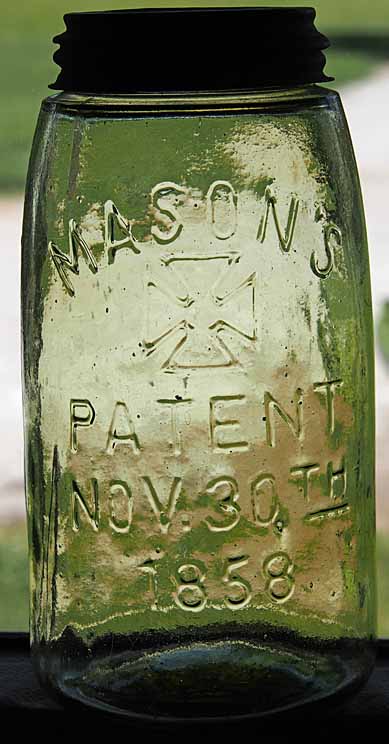 MASON'S
PATENT
NOV. 30TH
1858